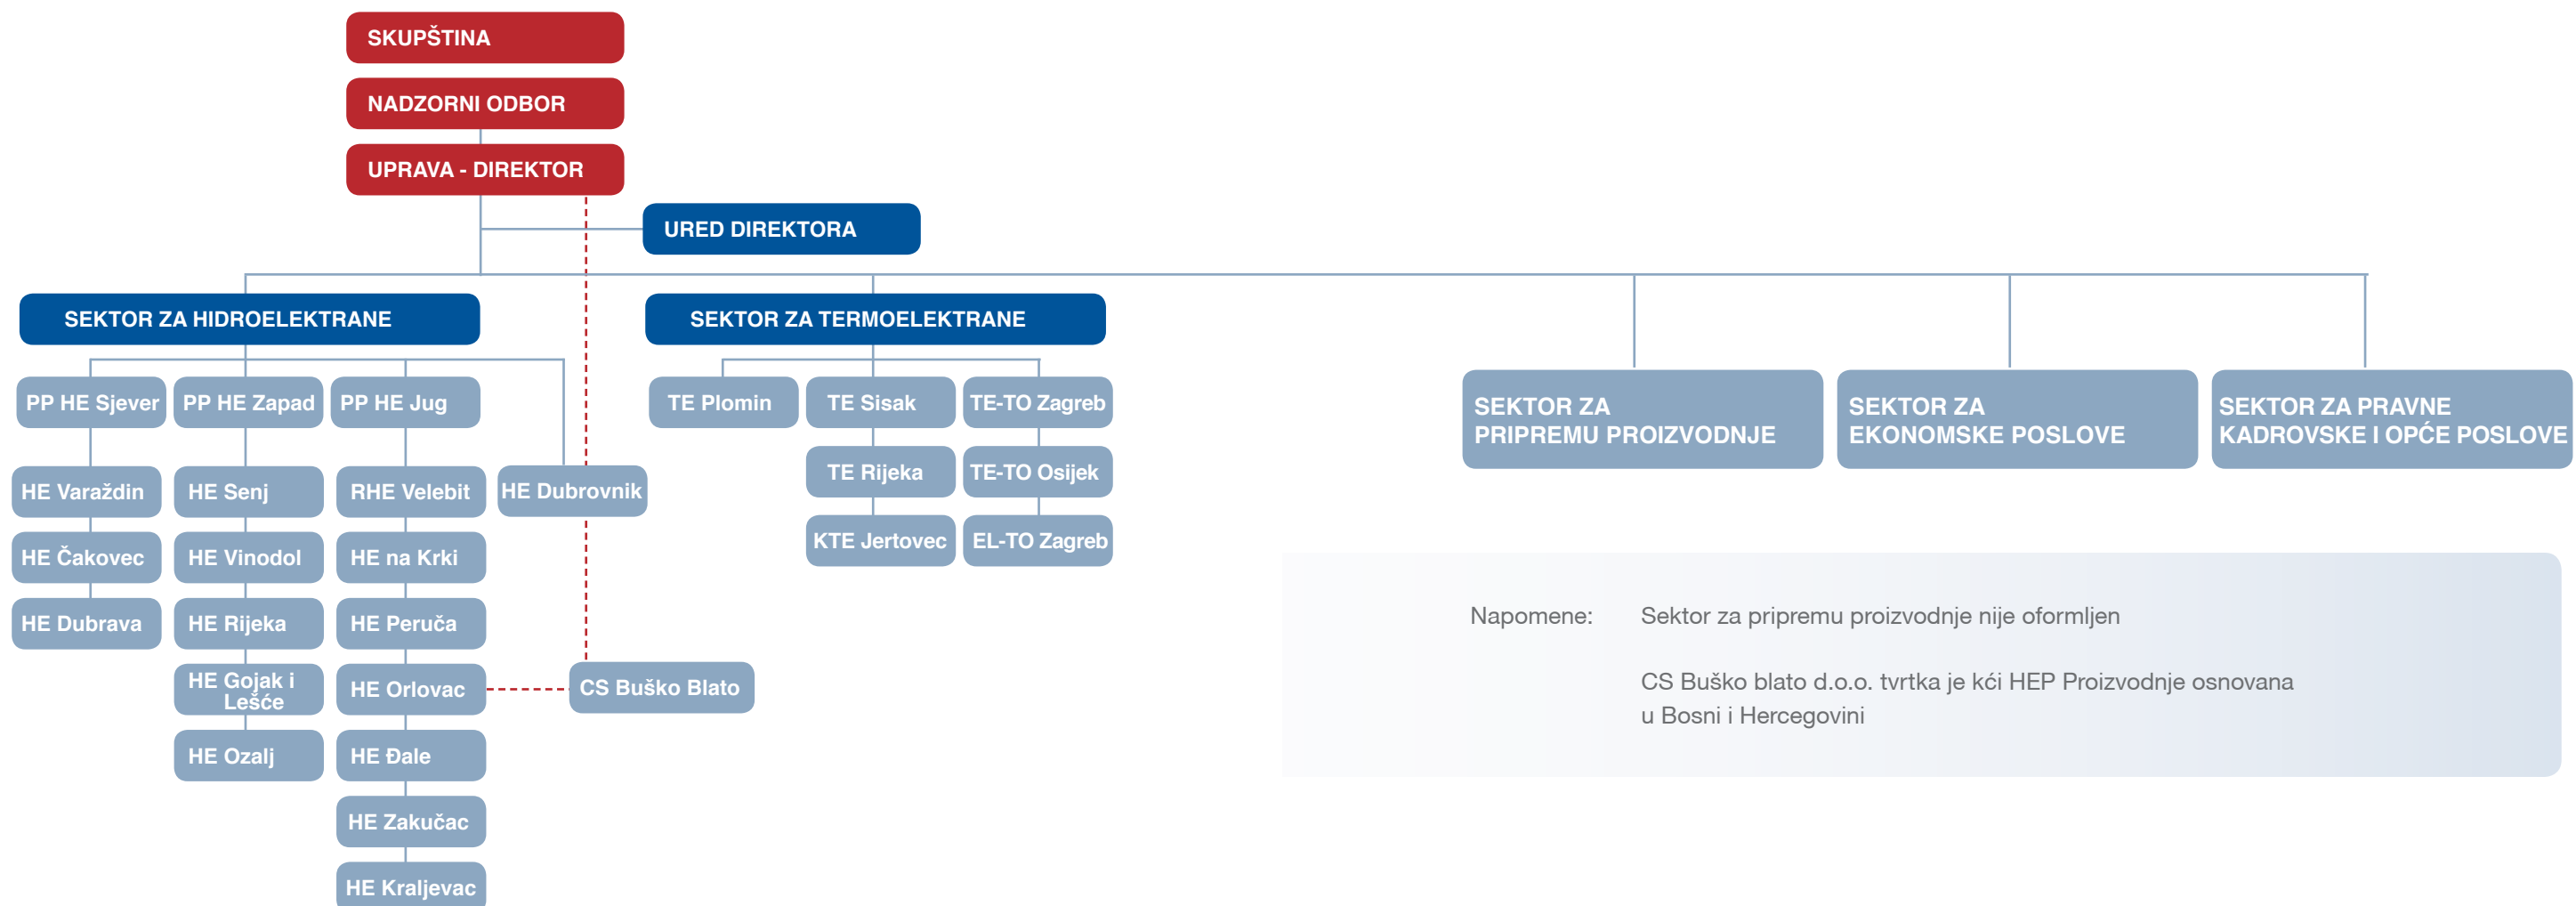 SKUPŠTINA
NADZORNI ODBOR
UPRAVA - DIREKTOR
URED DIREKTORA
SEKTOR ZA HIDROELEKTRANE
PP HE Sjever
HE Varaždin
HE Čakovec
HE Dubrava
PP HE Zapad
HE Senj
HE Vinodol
HE Rijeka
HE Gojak i
Lešće
HE Ozalj
PP HE Jug
RHE Velebit
HE na Krki
HE Peruča
HE Orlovac
HE Đale
HE Zakučac
HE Kraljevac
HE Dubrovnik
CS Buško Blato
SEKTOR ZA TERMOELEKTRANE
TE Plomin
TE Sisak
TE Rijeka
KTE Jertovec
TE-TO Zagreb
TE-TO Osijek
EL-TO Zagreb
SEKTOR ZA
PRIPREMU PROIZVODNJE
SEKTOR ZA
EKONOMSKE POSLOVE
SEKTOR ZA PRAVNE
KADROVSKE I OPĆE POSLOVE
Napomene: Sektor za pripremu proizvodnje nije oformljen
CS Buško blato d.o.o. tvrtka je kći HEP Proizvodnje osnovana
u Bosni i Hercegovini